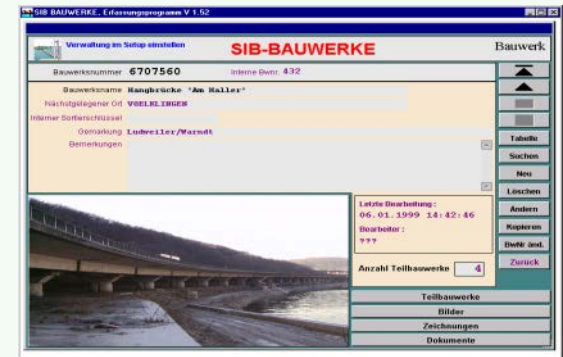 SIB BAUWERKE, Erfassungsprogramm V 1.52
Verwaltung im Setup einstellen
SIB-BAUWERKE
Bauwerk
Bauwerksnummer 6707560 Interne Bwnr. 432
Bauwerksname Hangbrücke 'Am Haller'
Nächstgelegener Ort VOELKLINGEN
Interner Sortierschlüssel
Gemarkung Ludweiler/Warndt
Bemerkungen
Tabelle
Suchen
Neu
Löschen
Ändern
Kopieren
BwNr änd.
Zurück
Letzte Bearbeitung :
06.01.1999 14:42:46
Bearbeiter :
???
Anzahl Teilbauwerke 4
Teilbauwerke
Bilder
Zeichnungen
Dokumente